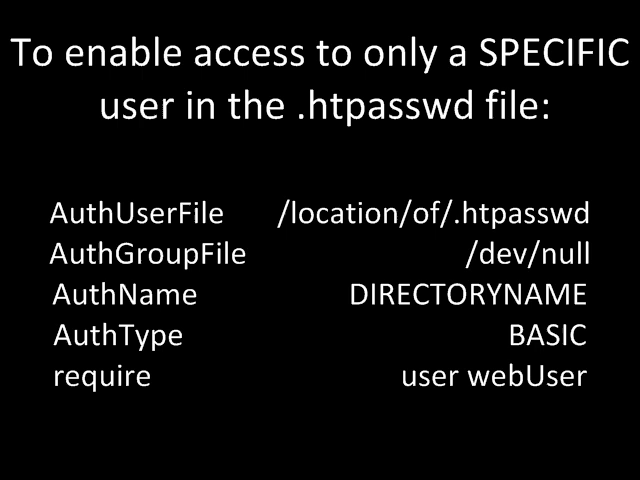 To enable access to only a SPECIFIC
user in the .htpasswd file:
AuthUserFile /location/of/.htpasswd
AuthGroupFile /dev/null
AuthName DIRECTORYNAME
AuthType BASIC
require user webUser